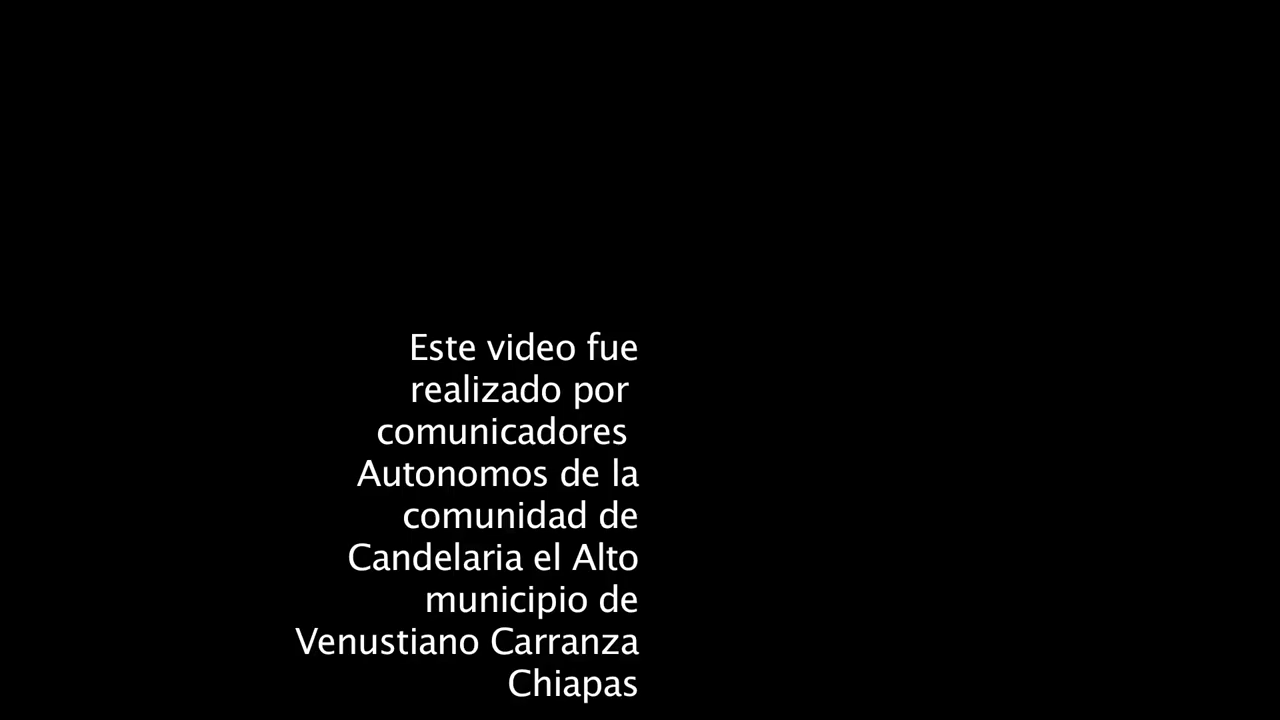 Este video fue
realizado por
comunicadores
Autonomos de la
comunidad de
Candelaria el Alto
municipio de
Venustiano Carranza
Chiapas